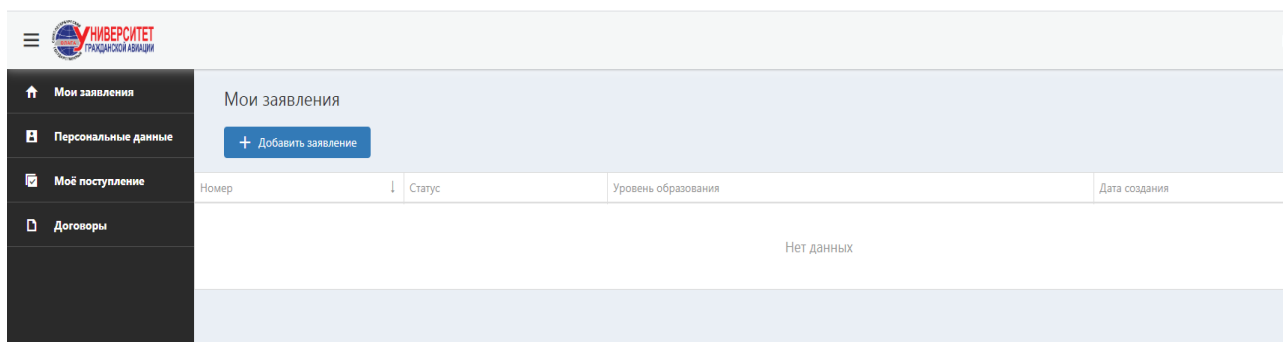 УНИВЕРСИТЕТ
ГРАЖДАНСКОЙ АВИАЦИИ
Мои заявления
Персональные данные
Моё поступление
Договоры
Мои заявления
+ Добавить заявление
Номер ↓ Статус Уровень образования Дата создания
Нет данных